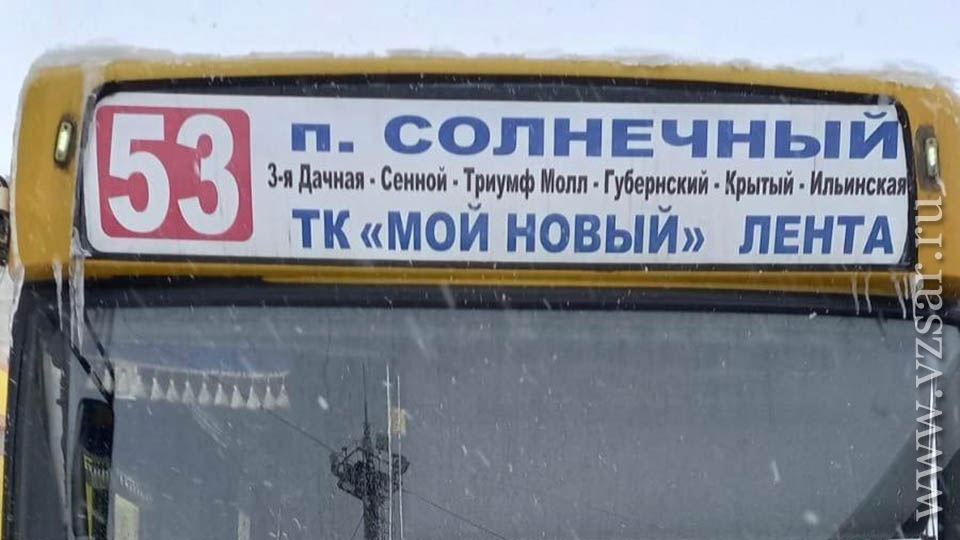 53
п. СОЛНЕЧНЫЙ
3-я Дачная - Сенной - Триумф Молл - Губернский - Крытый - Ильинская
ТК «МОЙ НОВЫЙ» ЛЕНТА
www.vzsar.ru